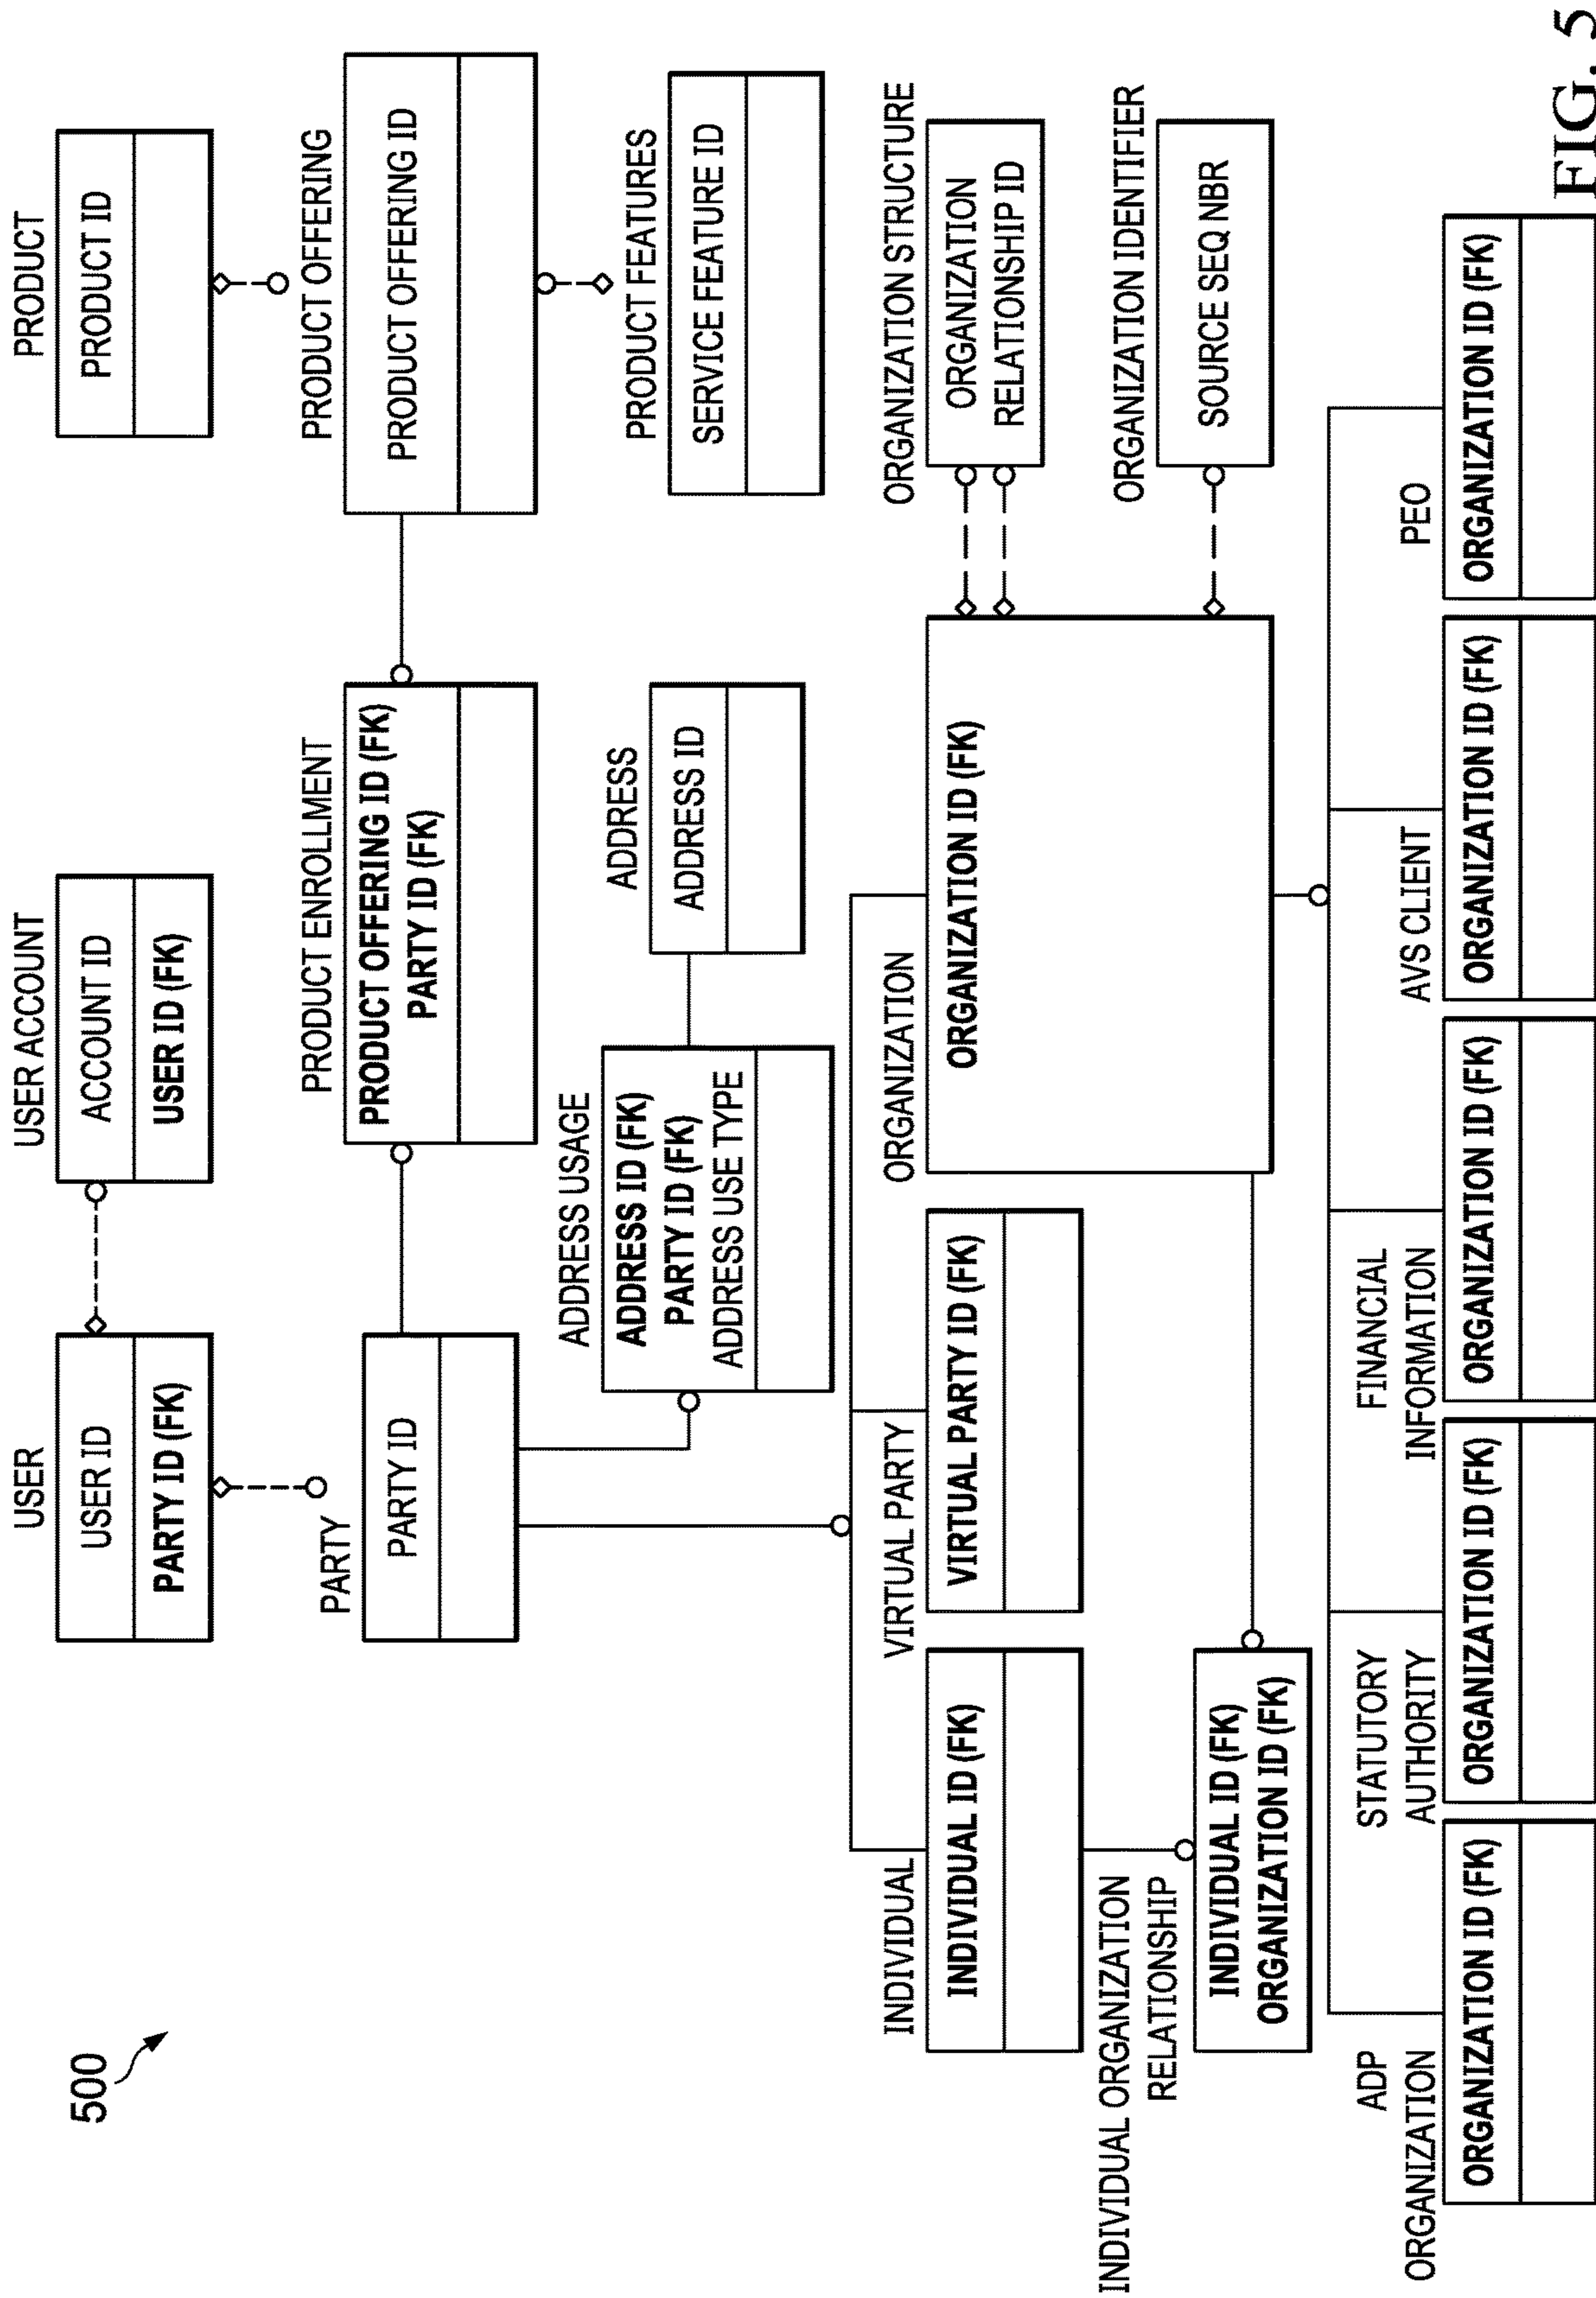 500
USER
USER ID
PARTY ID (FK)
USER ACCOUNT
ACCOUNT ID
USER ID (FK)
PRODUCT
PRODUCT ID
PARTY
PARTY ID
PRODUCT ENROLLMENT
PRODUCT OFFERING ID (FK)
PARTY ID (FK)
PRODUCT OFFERING
PRODUCT OFFERING ID
ADDRESS USAGE
ADDRESS ID (FK)
PARTY ID (FK)
ADDRESS USE TYPE
ADDRESS
ADDRESS ID
PRODUCT FEATURES
SERVICE FEATURE ID
INDIVIDUAL
INDIVIDUAL ID (FK)
VIRTUAL PARTY
VIRTUAL PARTY ID (FK)
ORGANIZATION
ORGANIZATION ID (FK)
ORGANIZATION STRUCTURE
ORGANIZATION
RELATIONSHIP ID
INDIVIDUAL ORGANIZATION
RELATIONSHIP
INDIVIDUAL ID (FK)
ORGANIZATION ID (FK)
ORGANIZATION IDENTIFIER
SOURCE SEQ NBR
ADP
ORGANIZATION
ORGANIZATION ID (FK)
STATUTORY
AUTHORITY
ORGANIZATION ID (FK)
FINANCIAL
INFORMATION
ORGANIZATION ID (FK)
AVS CLIENT
ORGANIZATION ID (FK)
PEO
ORGANIZATION ID (FK)
FIG. 5